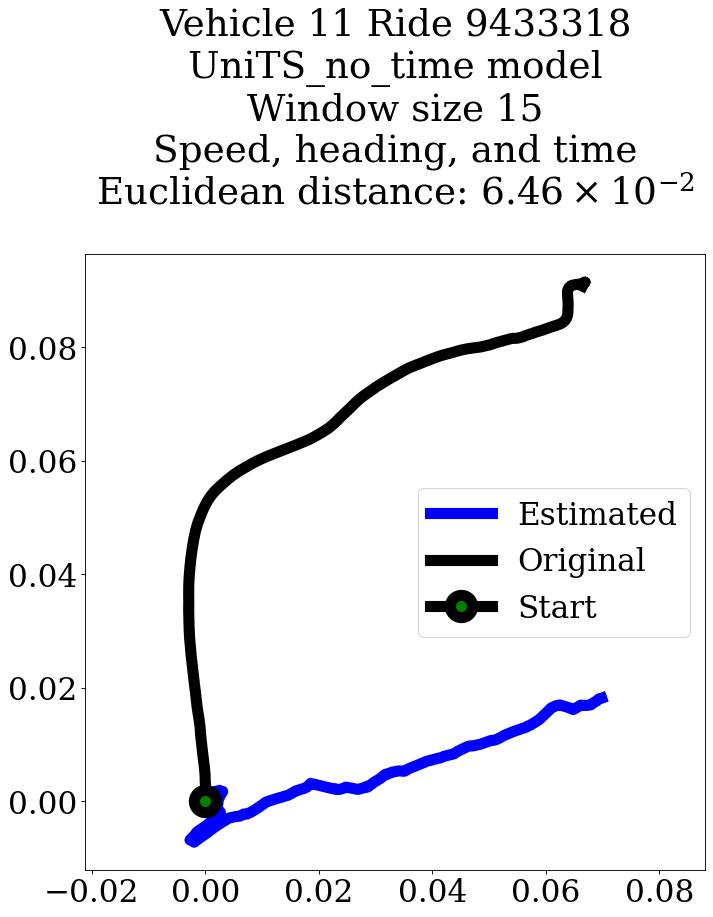 Vehicle 11 Ride 9433318
UniTS_no_time model
Window size 15
Speed, heading, and time
Euclidean distance: 6.46 × 10⁻²
0.08
0.06
0.04
0.02
0.00
Estimated
Original
Start
−0.02 0.00 0.02 0.04 0.06 0.08